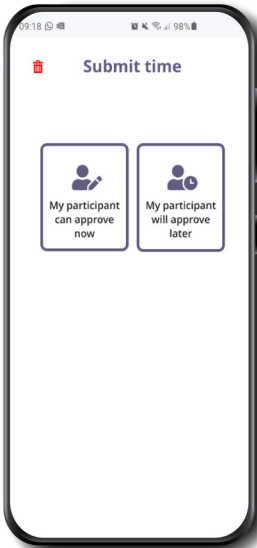 09:18 98%
Submit time
My participant
can approve
now
My participant
will approve
later